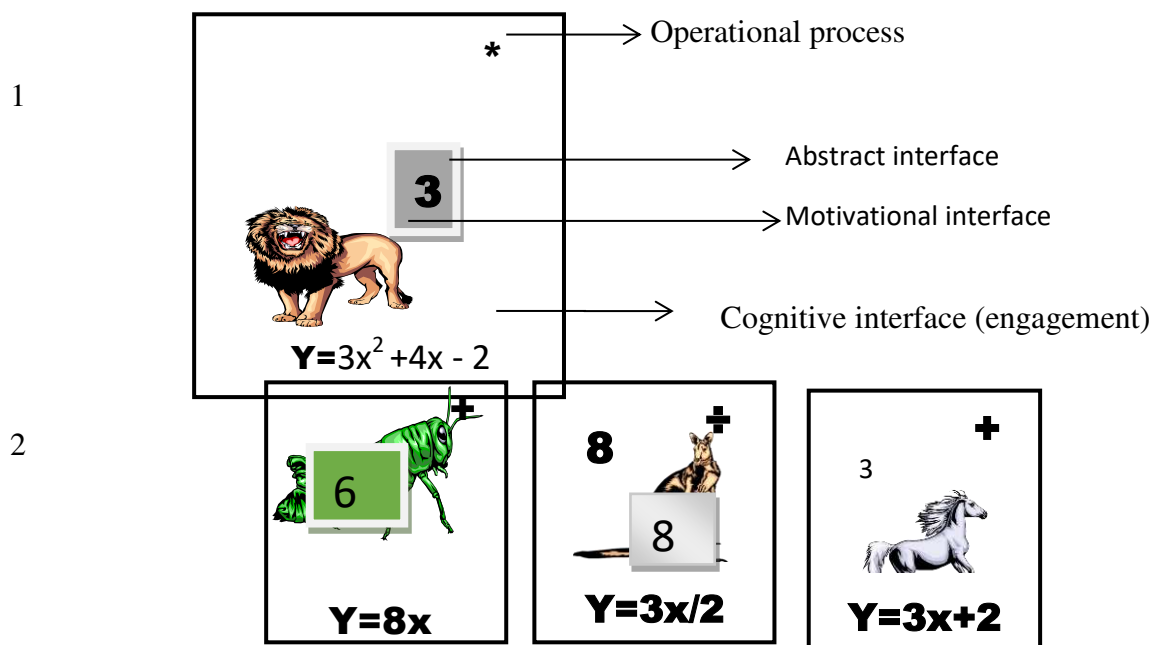 * Operational process
1
Abstract interface
3
Motivational interface
Cognitive interface (engagement)
Y=3x² +4x - 2
2
+ ÷ +
8 3
6 8
Y=8x Y=3x/2 Y=3x+2